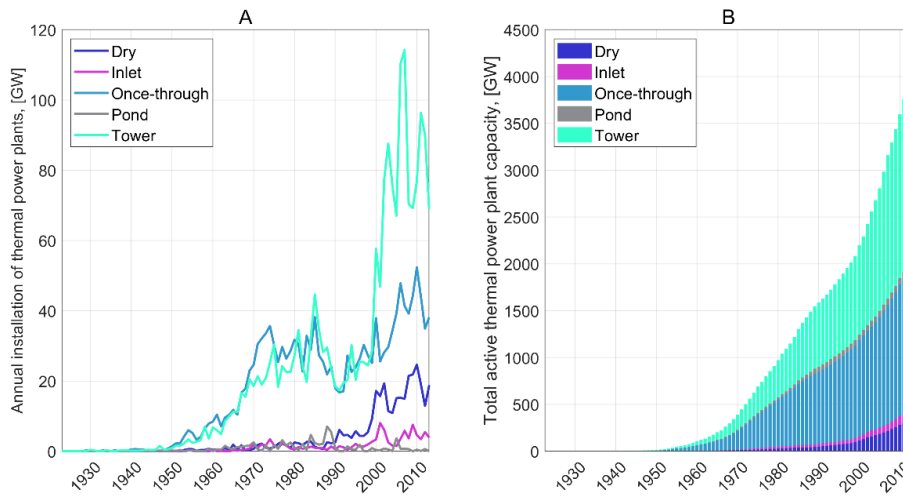 A
Annual installation of thermal power plants, [GW]
120
100
80
60
40
20
0
Dry
Inlet
Once-through
Pond
Tower
1930
1940
1950
1960
1970
1980
1990
2000
2010
B
Total active thermal power plant capacity, [GW]
4500
4000
3500
3000
2500
2000
1500
1000
500
0
Dry
Inlet
Once-through
Pond
Tower
1930
1940
1950
1960
1970
1980
1990
2000
2010